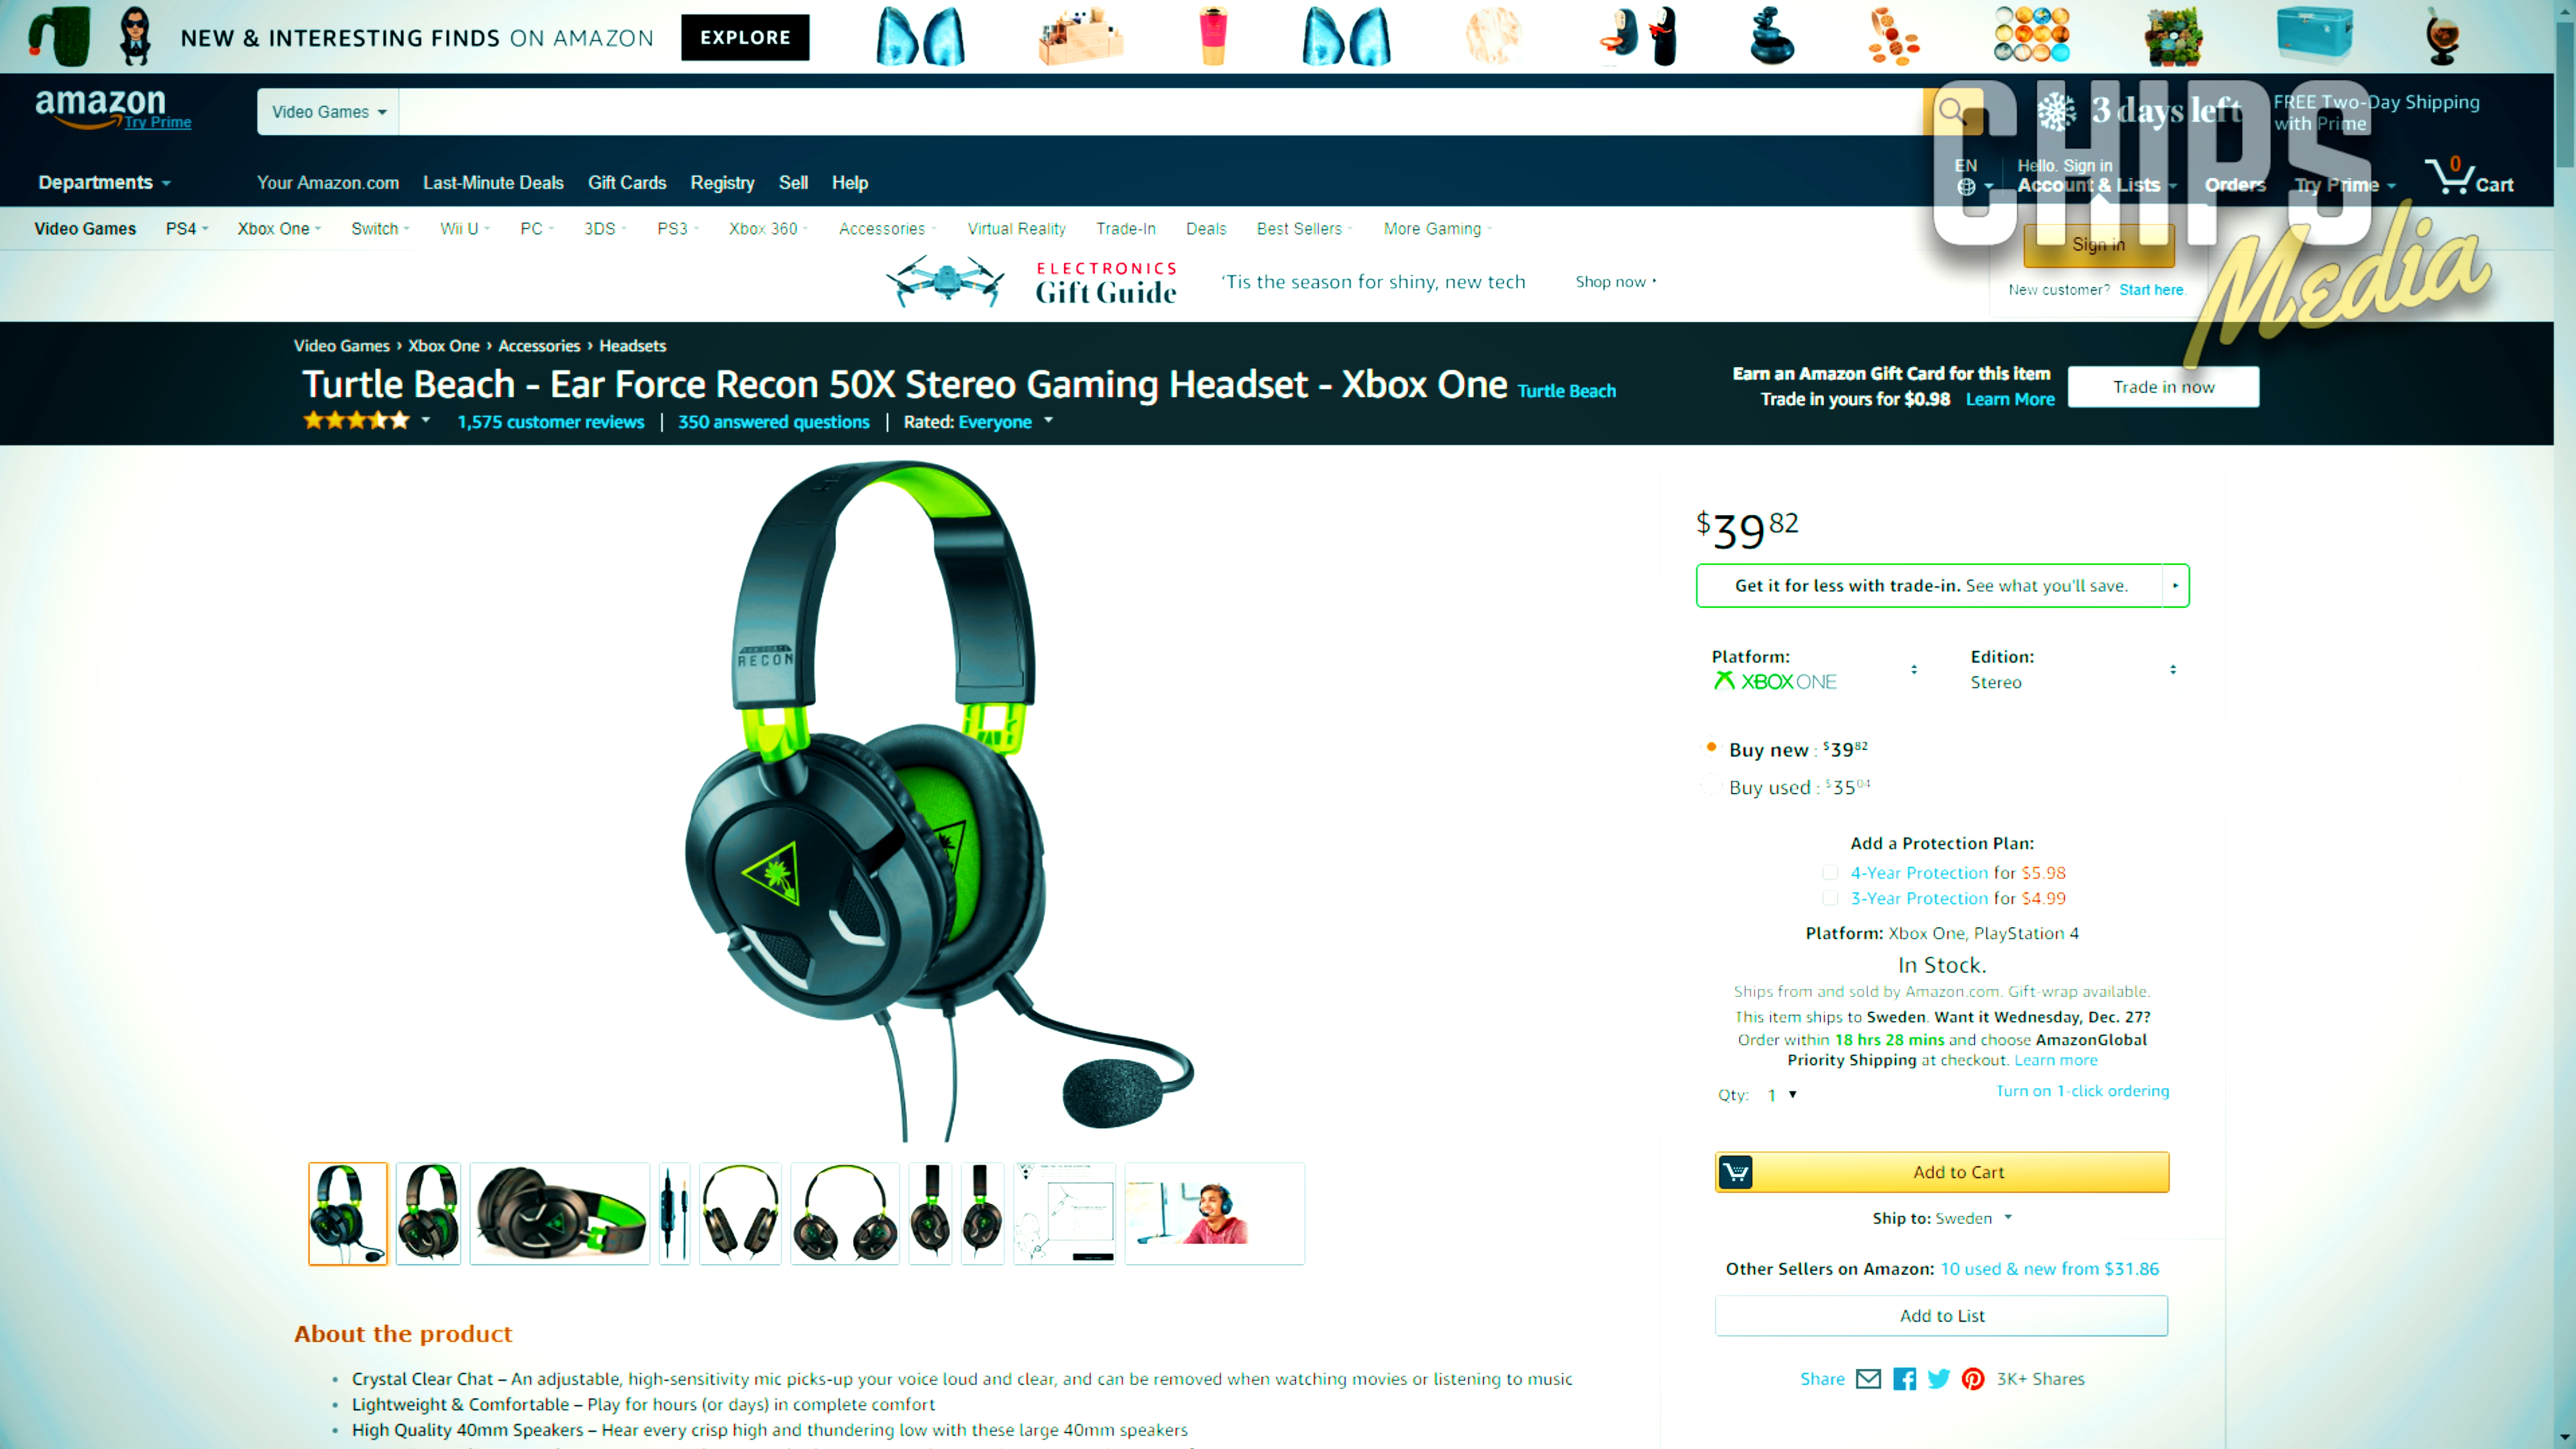 NEW & INTERESTING FINDS ON AMAZON EXPLORE
amazon
Try Prime
Video Games
3 days left
FREE Two-Day Shipping
with Prime
CHIPS
Media
Departments
Your Amazon.com Last-Minute Deals Gift Cards Registry Sell Help
EN
Hello. Sign in
Account & Lists Orders Try Prime
0
Cart
Video Games PS4 Xbox One Switch Wii U PC 3DS PS3 Xbox 360 Accessories Virtual Reality Trade-In Deals Best Sellers More Gaming
Sign in
New customer? Start here.
ELECTRONICS
Gift Guide
'Tis the season for shiny, new tech
Shop now
Video Games › Xbox One › Accessories › Headsets
Turtle Beach - Ear Force Recon 50X Stereo Gaming Headset - Xbox One Turtle Beach
1,575 customer reviews | 350 answered questions | Rated: Everyone
Earn an Amazon Gift Card for this item
Trade in yours for $0.98 Learn More
Trade in now
RECON
$39 82
Get it for less with trade-in. See what you'll save.
Platform:
XBOX ONE
Edition:
Stereo
Buy new : $39 82
Buy used : $35 04
Add a Protection Plan:
4-Year Protection for $5.98
3-Year Protection for $4.99
Platform: Xbox One, PlayStation 4
In Stock.
Ships from and sold by Amazon.com. Gift-wrap available.
This item ships to Sweden. Want it Wednesday, Dec. 27?
Order within 18 hrs 28 mins and choose AmazonGlobal
Priority Shipping at checkout. Learn more
Qty: 1
Turn on 1-click ordering
Add to Cart
Ship to: Sweden
Other Sellers on Amazon: 10 used & new from $31.86
Add to List
Share 3K+ Shares
About the product
• Crystal Clear Chat – An adjustable, high-sensitivity mic picks-up your voice loud and clear, and can be removed when watching movies or listening to music
• Lightweight & Comfortable – Play for hours (or days) in complete comfort
• High Quality 40mm Speakers – Hear every crisp high and thundering low with these large 40mm speakers